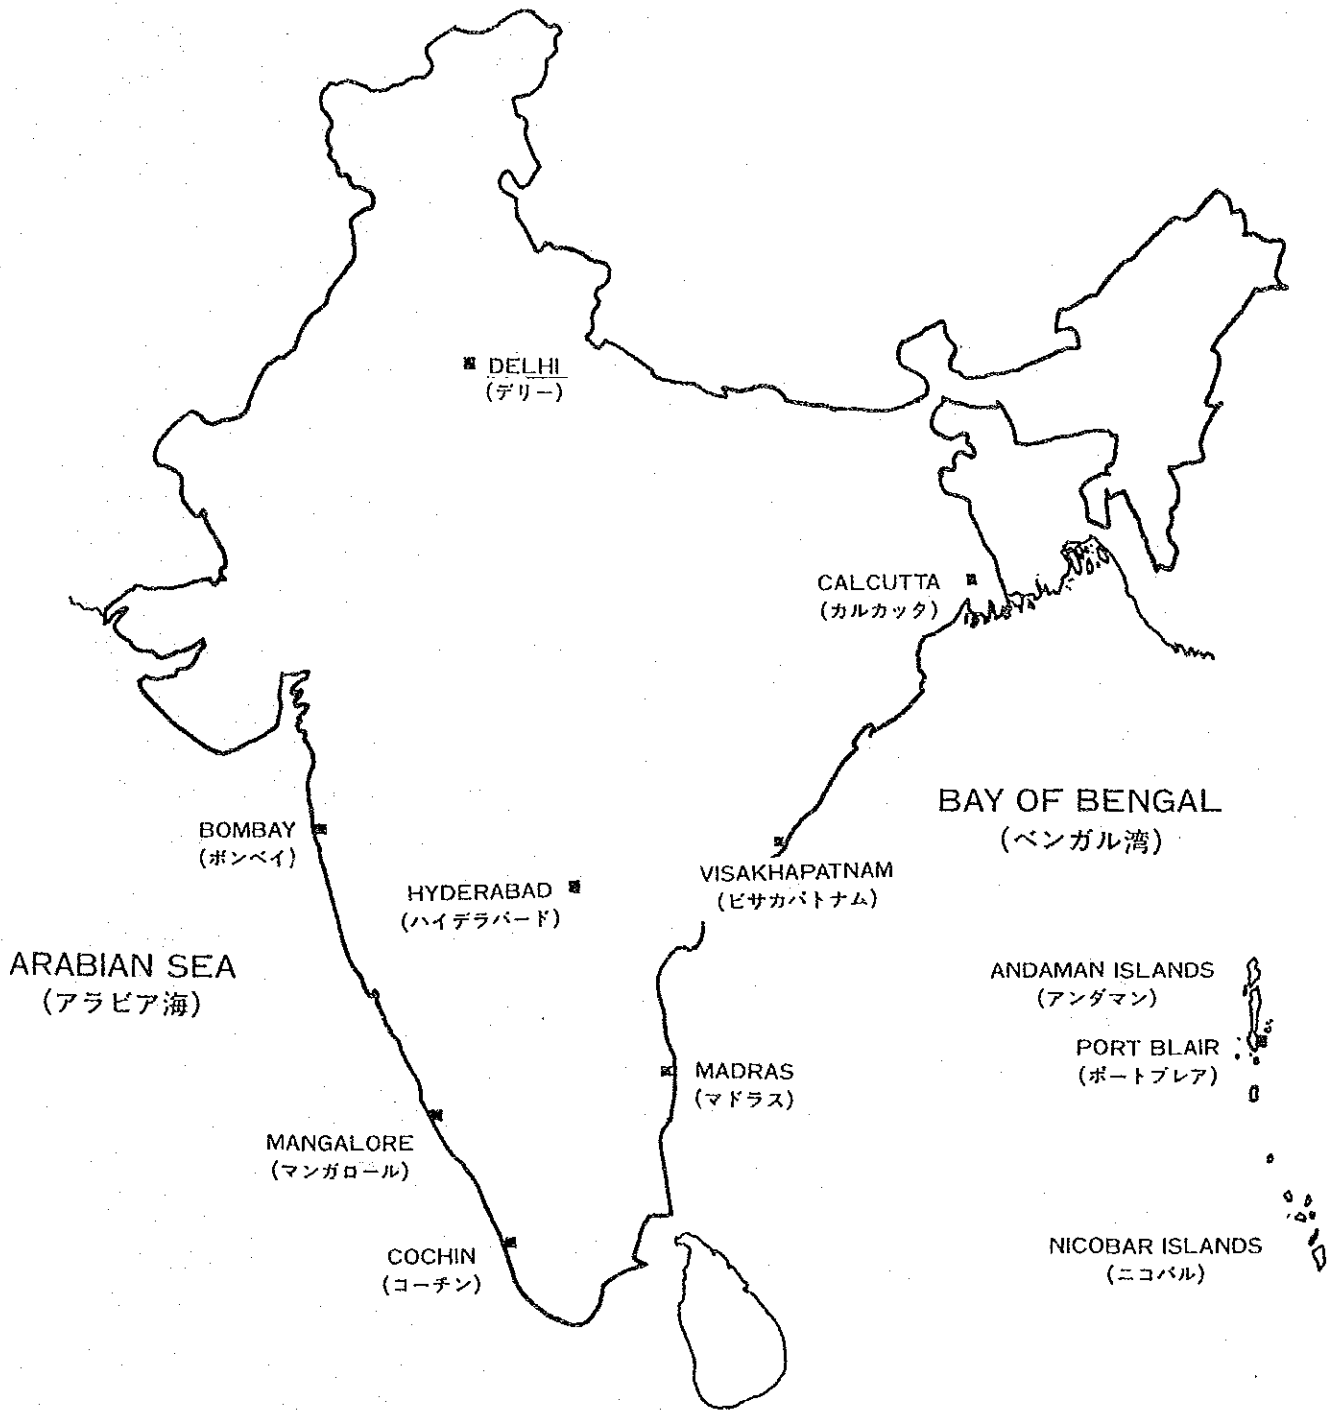 DELHI
(デリー)
CALCUTTA
(カルカッタ)
BAY OF BENGAL
(ベンガル湾)
BOMBAY
(ボンベイ)
VISAKHAPATNAM
(ビサカパトナム)
HYDERABAD
(ハイデラバード)
ARABIAN SEA
(アラビア海)
ANDAMAN ISLANDS
(アンダマン)
PORT BLAIR
(ポートブレア)
MADRAS
(マドラス)
MANGALORE
(マンガロール)
COCHIN
(コーチン)
NICOBAR ISLANDS
(ニコバル)